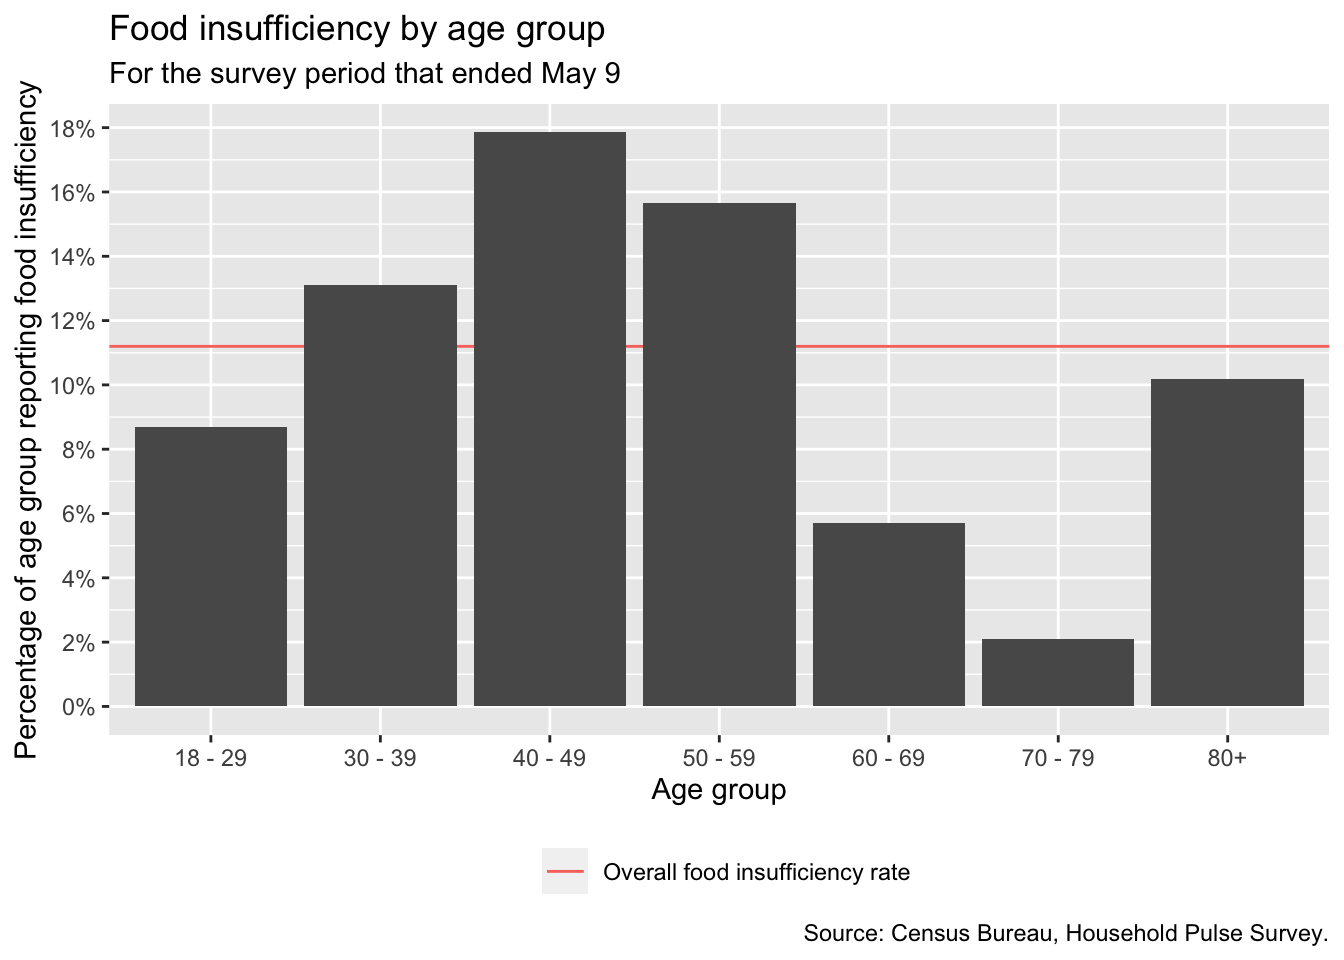 Food insufficiency by age group
For the survey period that ended May 9
Percentage of age group reporting food insufficiency
18%
16%
14%
12%
10%
8%
6%
4%
2%
0%
18 - 29
30 - 39
40 - 49
50 - 59
60 - 69
70 - 79
80+
Age group
Overall food insufficiency rate
Source: Census Bureau, Household Pulse Survey.